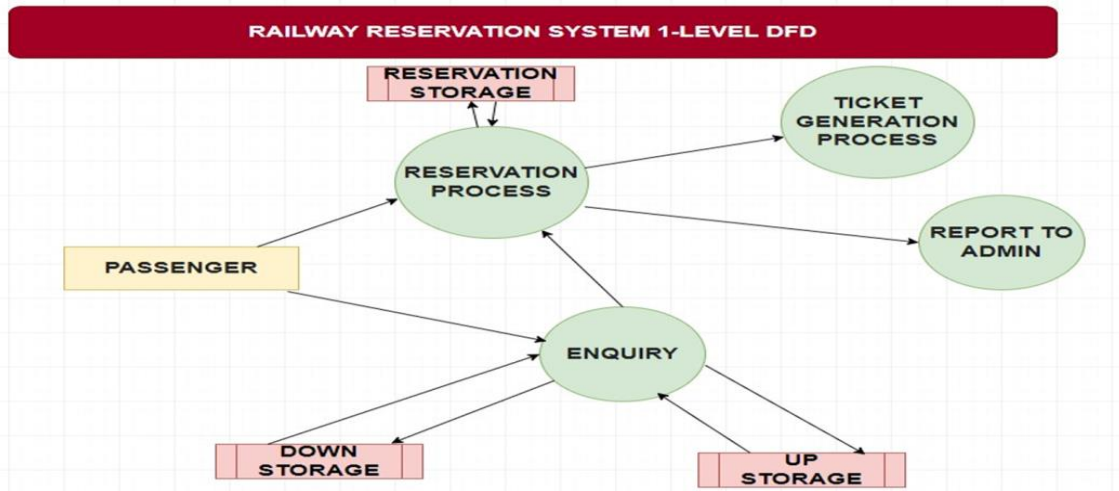 RAILWAY RESERVATION SYSTEM 1-LEVEL DFD
RESERVATION
STORAGE
TICKET
GENERATION
PROCESS
RESERVATION
PROCESS
REPORT TO
ADMIN
PASSENGER
ENQUIRY
DOWN
STORAGE
UP
STORAGE